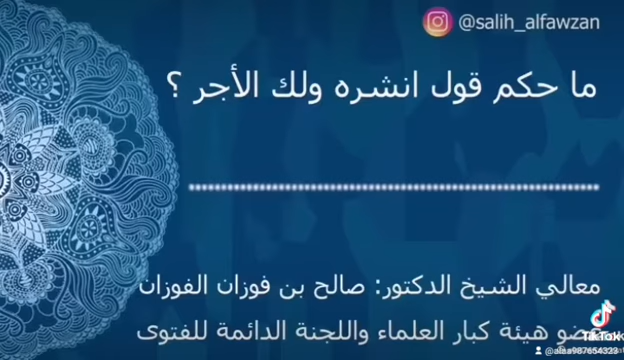 @salih_alfawzan
ما حكم قول انشره ولك الأجر ؟
معالي الشيخ الدكتور: صالح بن فوزان الفوزان
عضو هيئة كبار العلماء واللجنة الدائمة للفتوى
TikTok
@alaa987654323